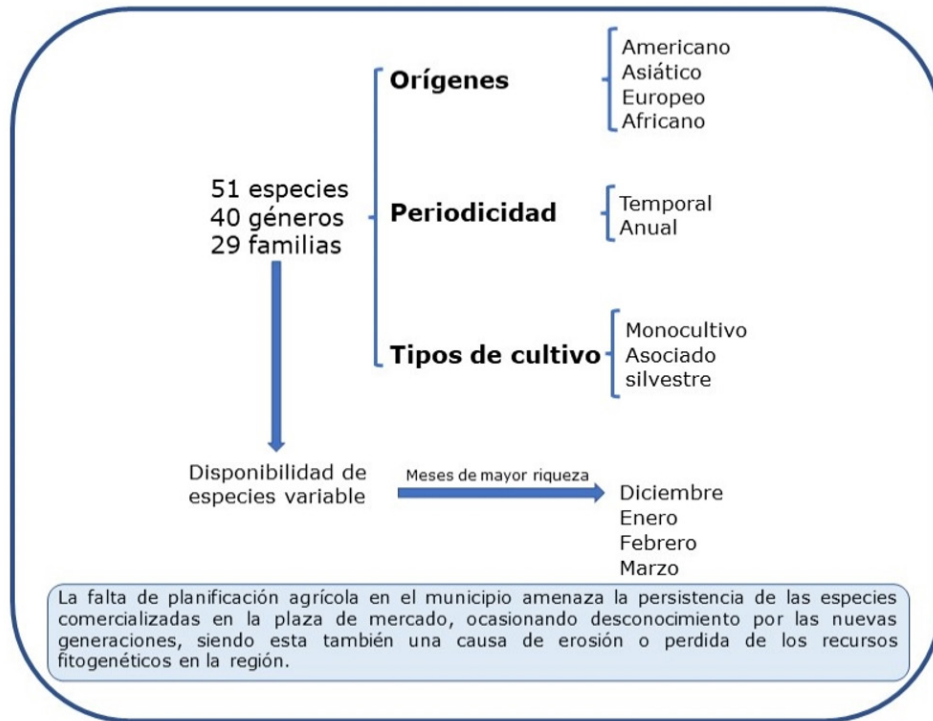 51 especies
40 géneros
29 familias
Orígenes
Americano
Asiático
Europeo
Africano
Periodicidad
Temporal
Anual
Tipos de cultivo
Monocultivo
Asociado
silvestre
Disponibilidad de
especies variable
Meses de mayor riqueza
Diciembre
Enero
Febrero
Marzo
La falta de planificación agrícola en el municipio amenaza la persistencia de las especies
comercializadas en la plaza de mercado, ocasionando desconocimiento por las nuevas
generaciones, siendo esta también una causa de erosión o perdida de los recursos
fitogenéticos en la región.